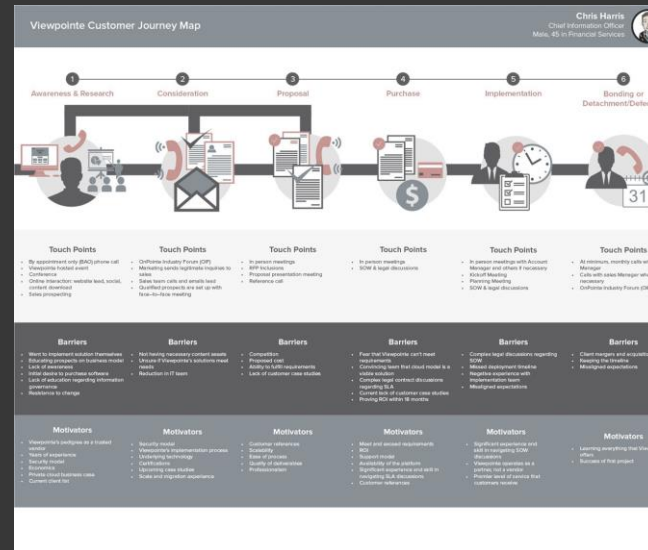 Viewpointe Customer Journey Map
Chris Harris
Chief Information Officer
Male, 45 in Financial Services
1
2
3
4
5
6
Awareness & Research
Consideration
Proposal
Purchase
Implementation
Bonding or
Detachment/Defec
$
31
Touch Points
• By appointment only (BAO) phone call
• Viewpointe hosted event
• Conference
• Online interaction: website lead, social,
content download
• Sales prospecting
Touch Points
• OnPointe Industry Forum (OIF)
• Marketing sends legitimate inquiries to
sales
• Sales team calls and emails lead
• Qualified prospects are set up with
face-to-face meeting
Touch Points
• In person meetings
• RFP Inclusions
• Proposal presentation meeting
• Reference call
Touch Points
• In person meetings
• SOW & legal discussions
Touch Points
• In person meetings with Account
Manager and others if necessary
• Kickoff Meeting
• Planning Meeting
• SOW & legal discussions
Touch Points
• At minimum, monthly calls
Manager
• Calls with sales Manager
necessary
• OnPointe Industry Forum
Barriers
• Want to implement solution themselves
• Educating prospects on business model
• Lack of awareness
• Initial desire to purchase software
• Lack of education regarding information
governance
• Resistance to change
Barriers
• Not having necessary content assets
• Unsure if Viewpointe's solutions meet
needs
• Reduction in IT team
Barriers
• Competition
• Proposed cost
• Ability to fulfill requirements
• Lack of customer case studies
Barriers
• Fear that Viewpointe can't meet
requirements
• Convincing team that cloud model is a
viable solution
• Complex legal contract discussions
regarding SLA
• Current lack of customer case studies
• Proving ROI within 18 months
Barriers
• Complex legal discussions regarding
SOW
• Missed deployment timeline
• Negative experience with
implementation team
• Misaligned expectations
Barriers
• Client mergers and
• Keeping the timeline
• Misaligned expectations
Motivators
• Viewpointe's pedigree as a trusted
vendor
• Years of experience
• Security model
• Economics
• Private cloud business case
• Current client list
Motivators
• Security model
• Viewpointe's implementation process
• Underlying technology
• Certifications
• Upcoming case studies
• Scale and migration experience
Motivators
• Customer references
• Scalability
• Ease of process
• Quality of deliverables
• Professionalism
Motivators
• Meet and exceed requirements
• ROI
• Support model
• Availability of the platform
• Significant experience and skill in
navigating SLA discussions
• Customer references
Motivators
• Significant experience and
skill in navigating SOW
discussions
• Viewpointe operates as a
partner, not a vendor
• Premier level of service that
customers receive
Motivators
• Learning everything that
offers
• Success of first project